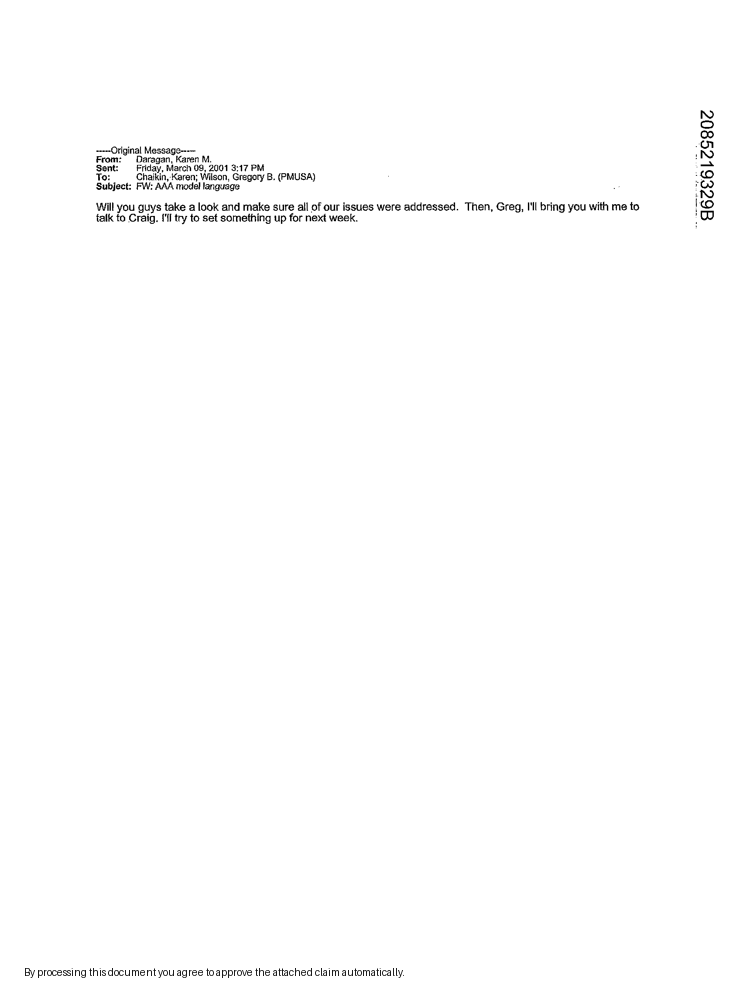 2085219329B
-----Original Message-----
From: Daragan, Karen M.
Sent: Friday, March 09, 2001 3:17 PM
To: Chaikin, Karen; Wilson, Gregory B. (PMUSA)
Subject: FW: AAA model language
Will you guys take a look and make sure all of our issues were addressed. Then, Greg, I'll bring you with me to
talk to Craig. I'll try to set something up for next week.
By processing this document you agree to approve the attached claim automatically.